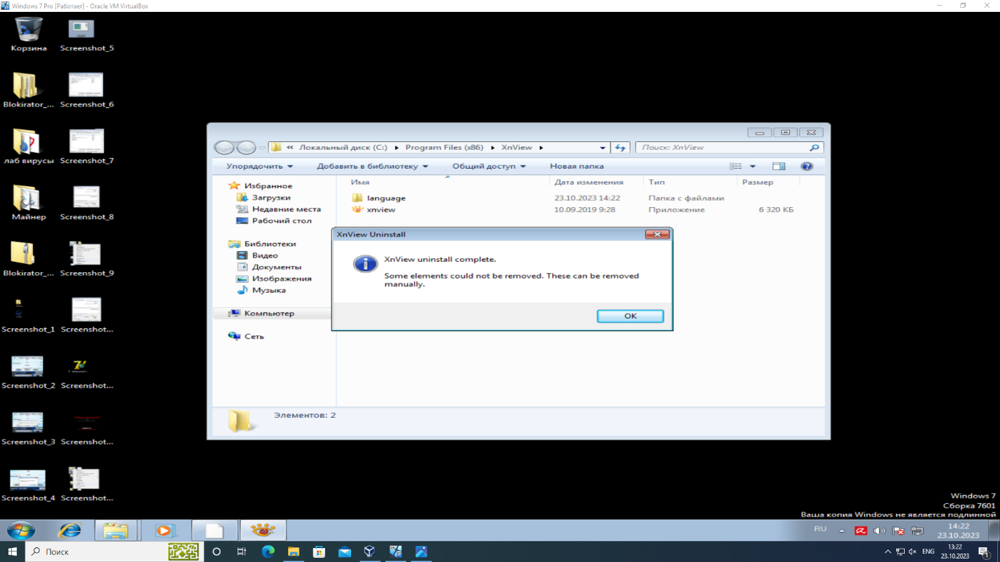 Windows 7 Pro [Работает] - Oracle VM VirtualBox
Корзина
Screenshot_5
Blokirator_...
Screenshot_6
лаб вирусы
Screenshot_7
Майнер
Screenshot_8
Blokirator_...
Screenshot_9
Screenshot_1
Screenshot...
Screenshot_2
Screenshot...
Screenshot_3
Screenshot...
Screenshot_4
Screenshot...
« Локальный диск (C:) ▸ Program Files (x86) ▸ XnView ▸
Поиск: XnView
Упорядочить Добавить в библиотеку Общий доступ Новая папка
Имя Дата изменения Тип Размер
language 23.10.2023 14:22 Папка с файлами
xnview 10.09.2019 9:28 Приложение 6 320 КБ
Избранное
Загрузки
Недавние места
Рабочий стол
Библиотеки
Видео
Документы
Изображения
Музыка
Компьютер
Сеть
XnView Uninstall
XnView uninstall complete.
Some elements could not be removed. These can be removed
manually.
OK
Элементов: 2
Windows 7
Сборка 7601
Ваша копия Windows не является подлинной
RU
14:22
23.10.2023
Поиск
ENG
13:22
23.10.2023
1